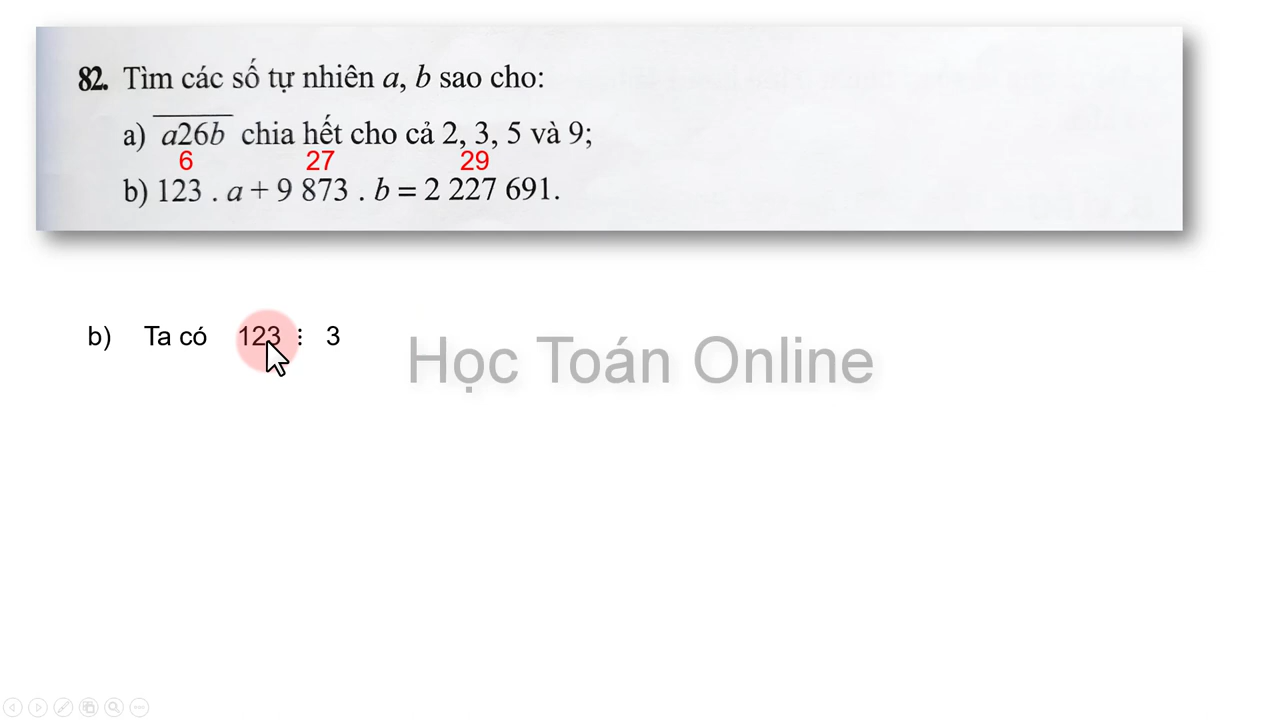 82. Tìm các số tự nhiên a, b sao cho:
a) a26b chia hết cho cả 2, 3, 5 và 9;
6 27 29
b) 123 . a + 9 873 . b = 2 227 691.
b) Ta có 123 ⋮ 3
Học Toán Online